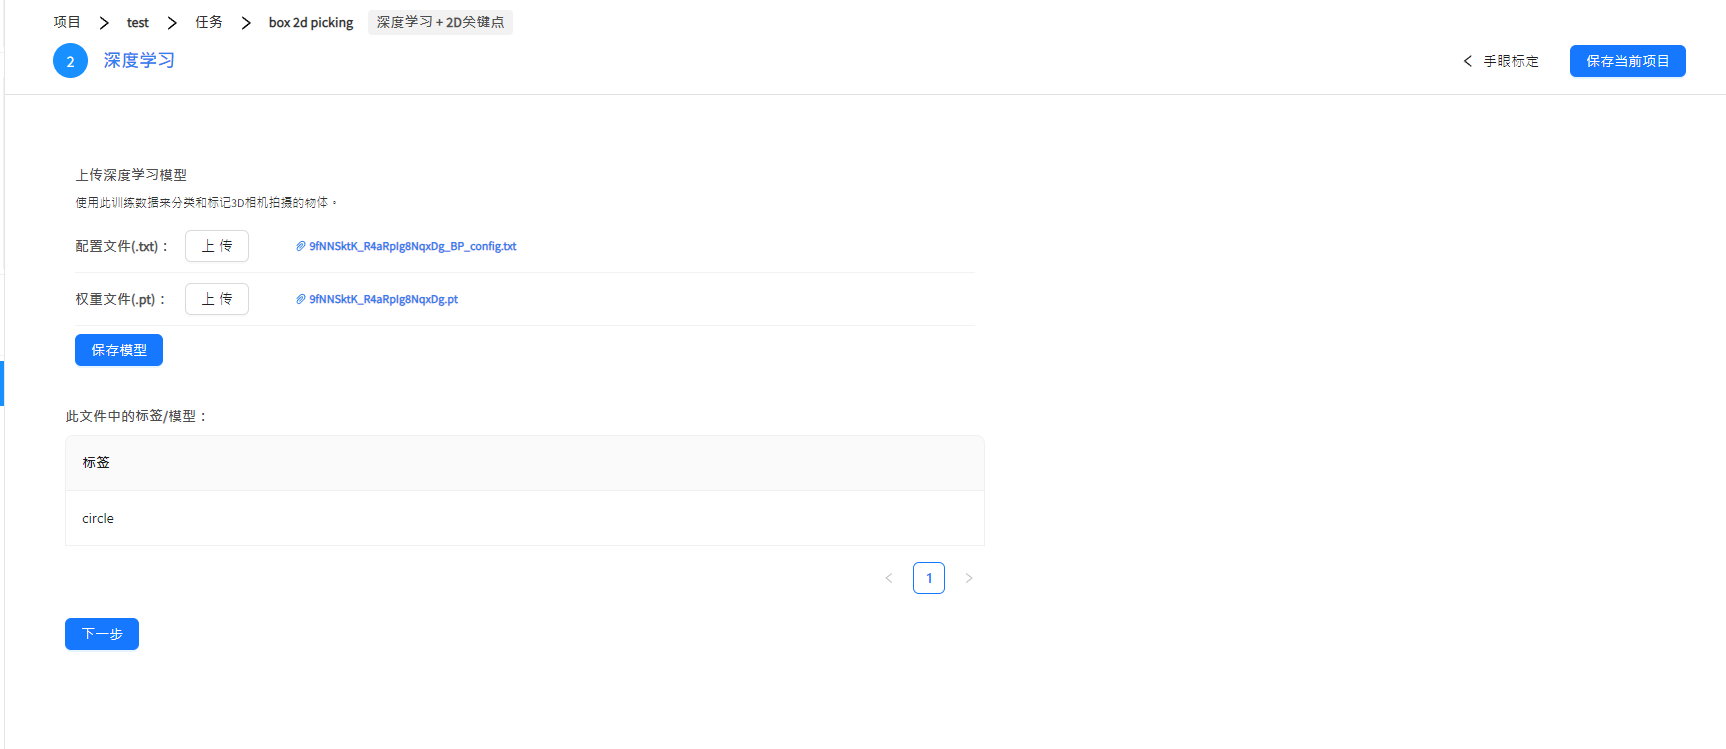 项目 > test > 任务 > box 2d picking 深度学习 + 2D关键点
2 深度学习
< 手眼标定 保存当前项目
上传深度学习模型
使用此训练数据来分类和标记3D相机拍摄的物体。
配置文件(.txt)： 上 传 9fNNSktK_R4aRpIg8NqxDg_BP_config.txt
权重文件(.pt)： 上 传 9fNNSktK_R4aRpIg8NqxDg.pt
保存模型
此文件中的标签/模型：
标签
circle
< 1 >
下一步